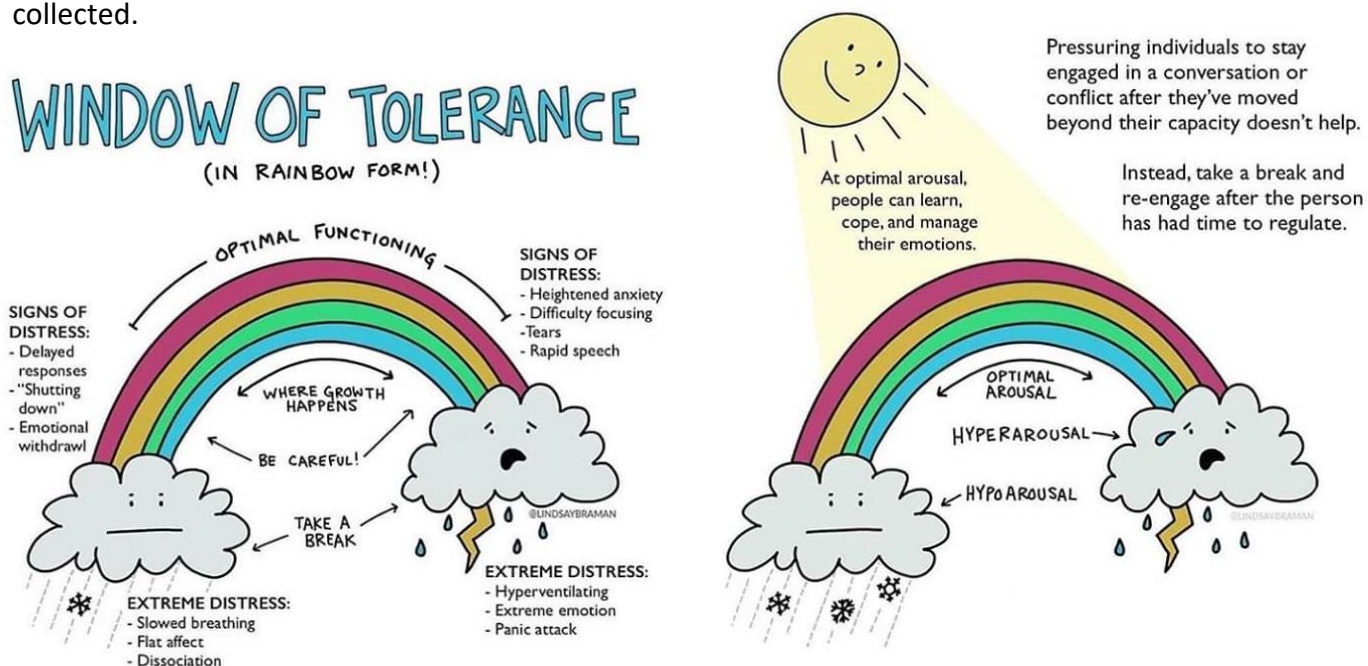 collected.
WINDOW OF TOLERANCE
(IN RAINBOW FORM!)
OPTIMAL FUNCTIONING
SIGNS OF
DISTRESS:
- Delayed
responses
- "Shutting
down"
- Emotional
withdrawl
SIGNS OF
DISTRESS:
- Heightened anxiety
- Difficulty focusing
-Tears
- Rapid speech
WHERE GROWTH
HAPPENS
BE CAREFUL!
TAKE A
BREAK
@LINDSAYBRAMAN
EXTREME DISTRESS:
- Slowed breathing
- Flat affect
- Dissociation
EXTREME DISTRESS:
- Hyperventilating
- Extreme emotion
- Panic attack
Pressuring individuals to stay
engaged in a conversation or
conflict after they've moved
beyond their capacity doesn't help.
Instead, take a break and
re-engage after the person
has had time to regulate.
At optimal arousal,
people can learn,
cope, and manage
their emotions.
OPTIMAL
AROUSAL
HYPERAROUSAL
HYPOAROUSAL
@LINDSAYBRAMAN